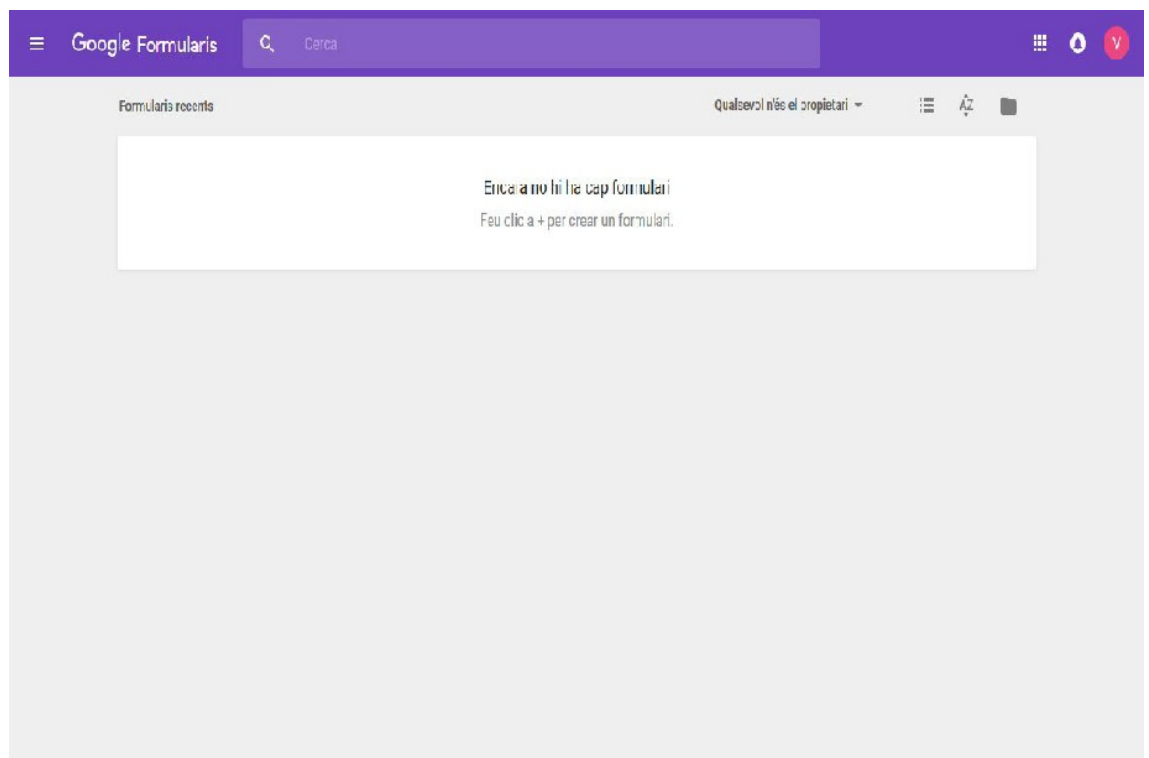 Google Formularis
Cerca
V
Formularis recents
Qualsevol n'és el propietari
AZ
Encara no hi ha cap formulari
Feu clic a + per crear un formulari.